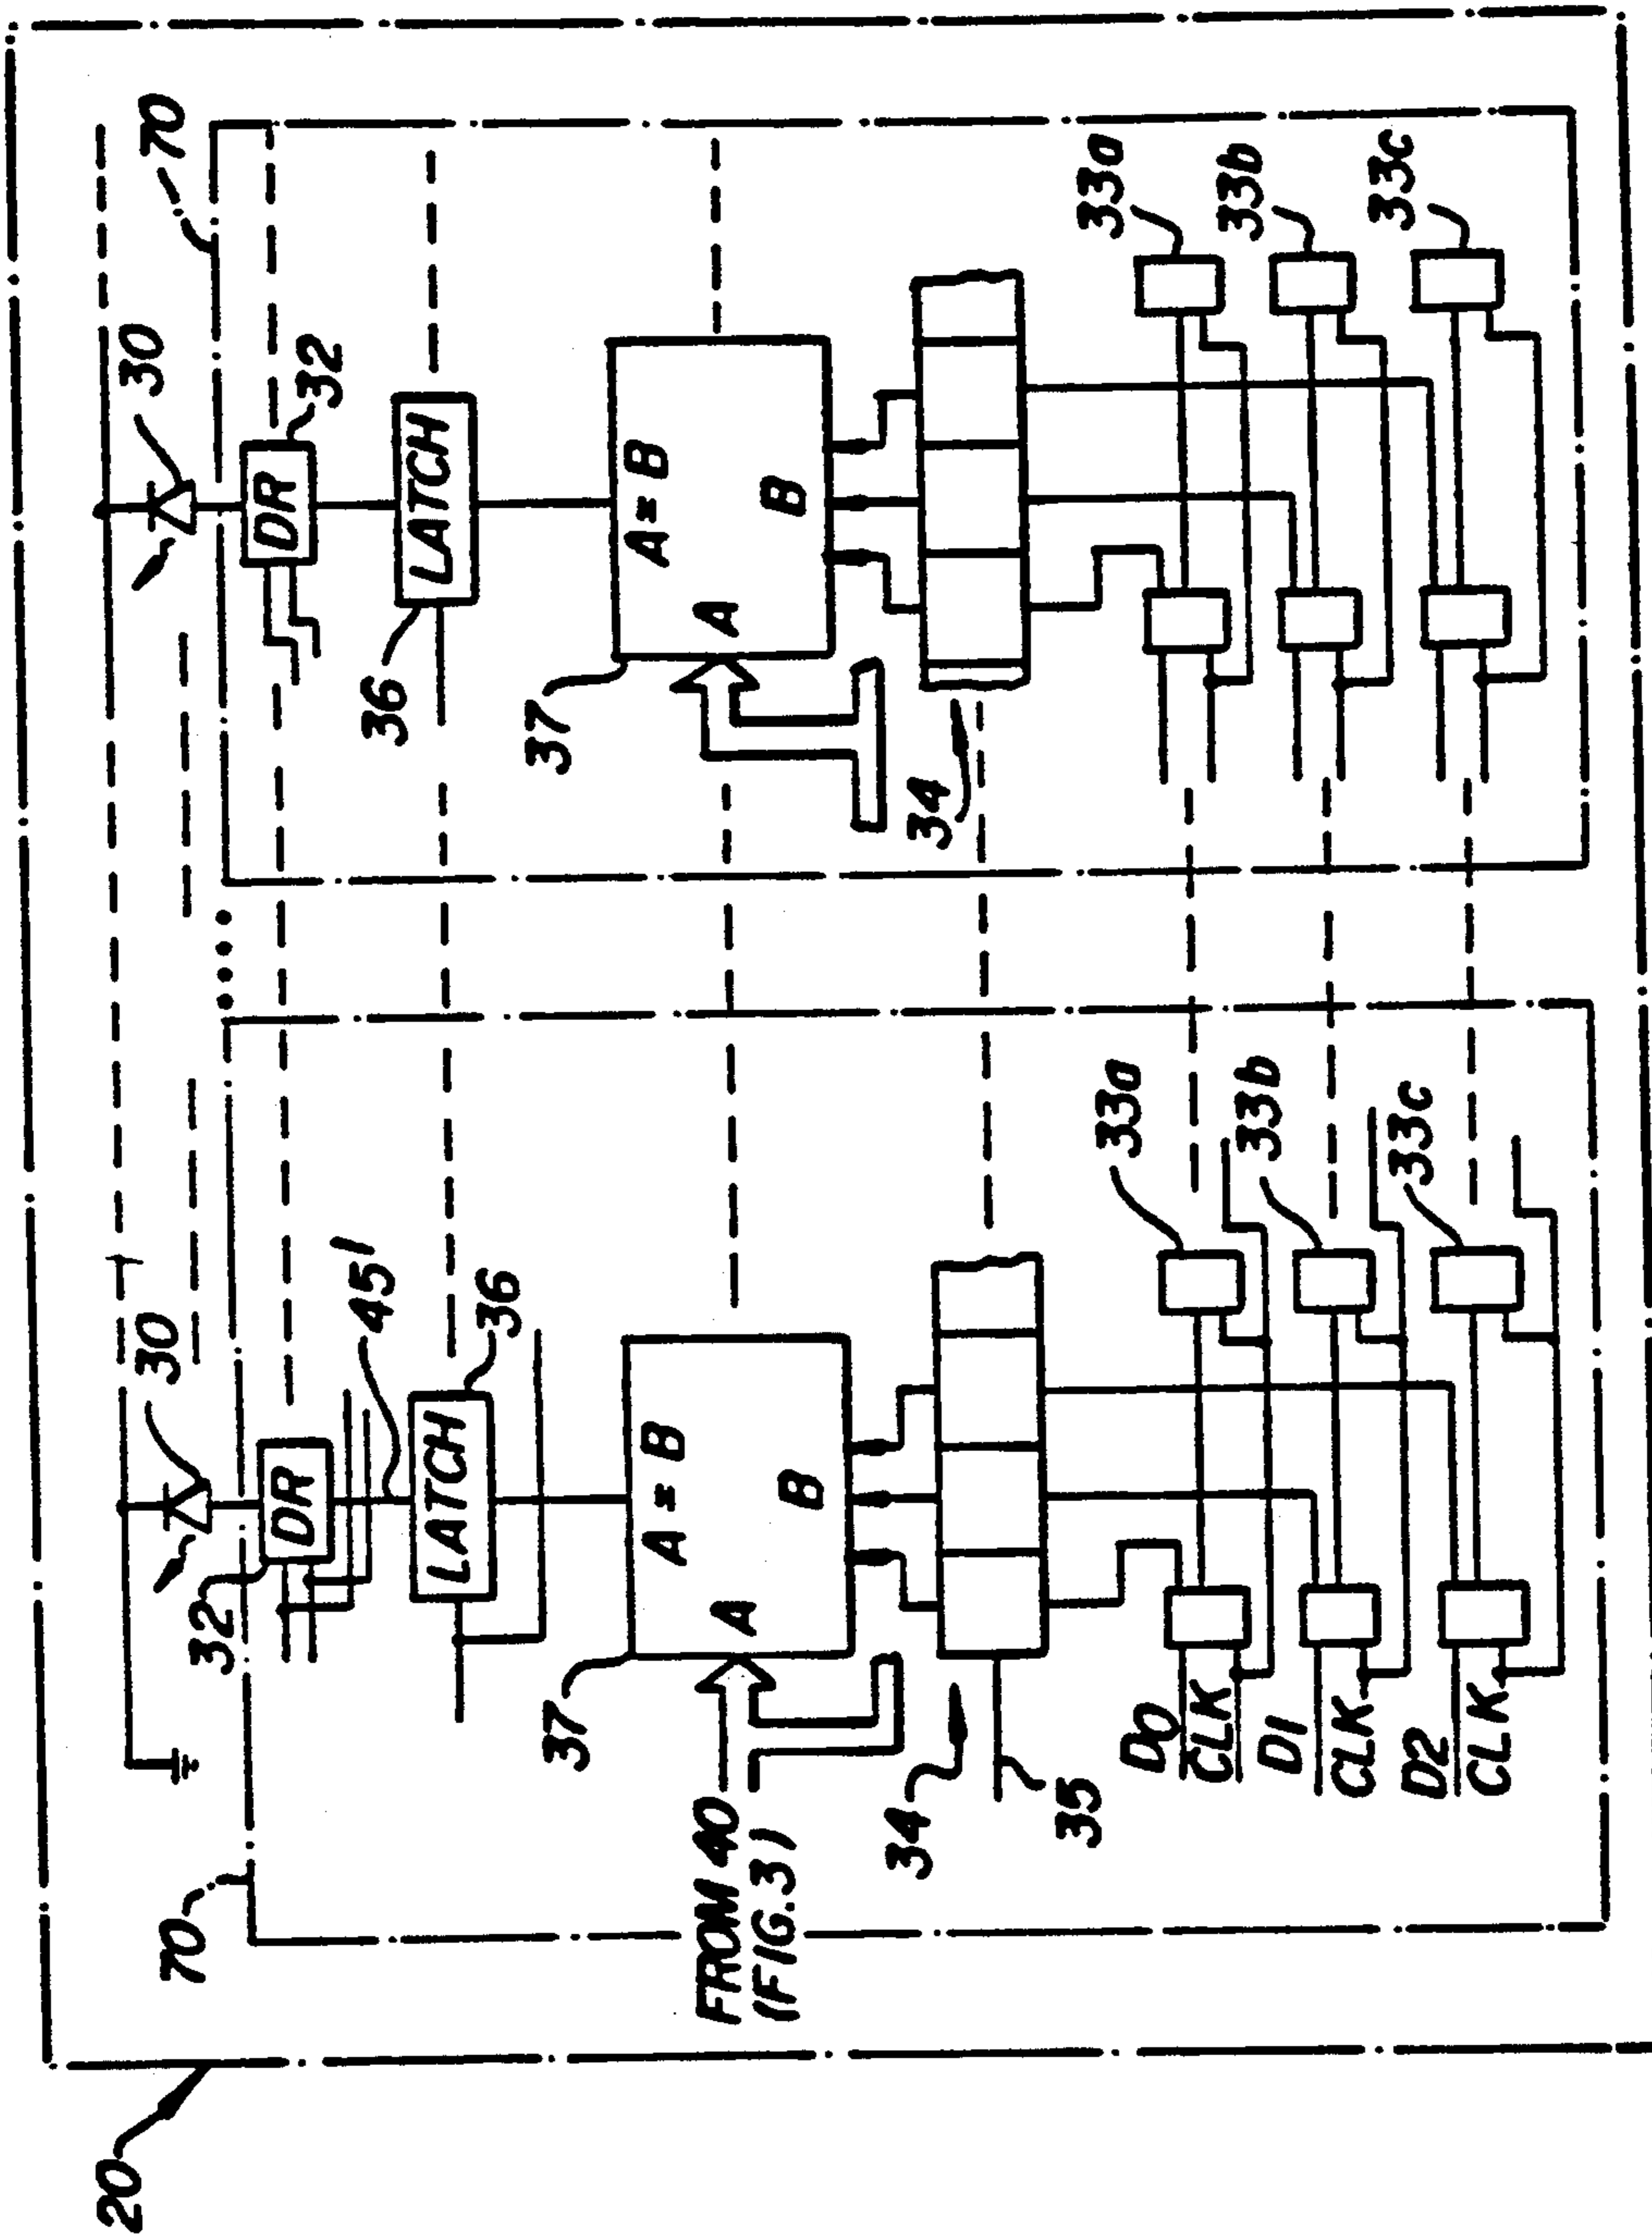 20
70
30
30
70
32
DR
DR
32
451
36
LATCH
36
LATCH
37
A = B
A
B
37
A = B
A
B
FROM 40
(FIG. 3)
34
35
34
D0
CLK
D1
CLK
D2
CLK
33a
33b
33c
33a
33b
33c